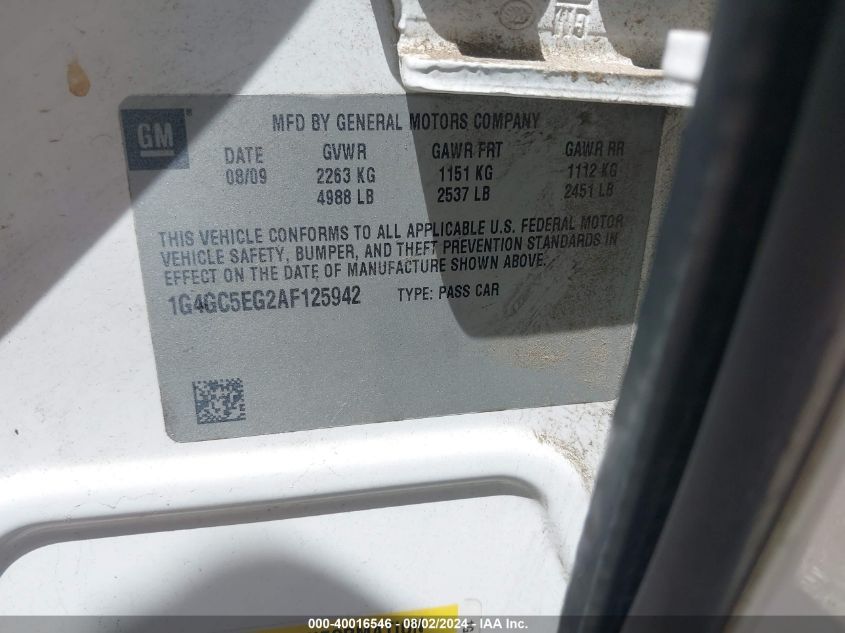 GM
MFD BY GENERAL MOTORS COMPANY
DATE GVWR GAWR FRT GAWR RR
08/09 2263 KG 1151 KG 1112 KG
4988 LB 2537 LB 2451 LB
THIS VEHICLE CONFORMS TO ALL APPLICABLE U.S. FEDERAL MOTOR
VEHICLE SAFETY, BUMPER, AND THEFT PREVENTION STANDARDS IN
EFFECT ON THE DATE OF MANUFACTURE SHOWN ABOVE.
1G4GC5EG2AF125942 TYPE: PASS CAR
000-40016546 - 08/02/2024 - IAAI.com